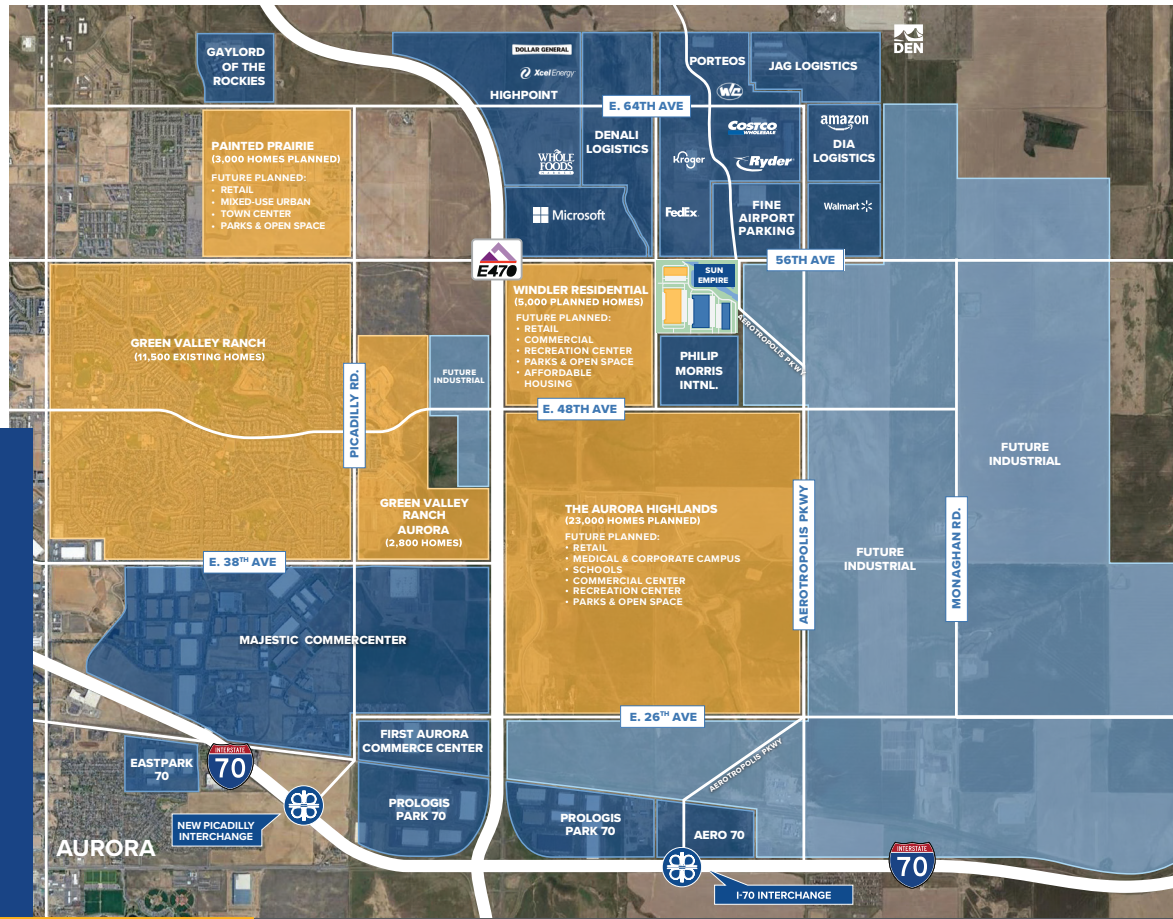 GAYLORD
OF THE
ROCKIES
DOLLAR GENERAL
XcelEnergy
HIGHPOINT
PORTEOS
WC
JAG LOGISTICS
DEN
E. 64TH AVE
DENALI
LOGISTICS
WHOLE
FOODS
MARKET
Microsoft
COSTCO
WHOLESALE
Kroger
Ryder
FedEx
FINE
AIRPORT
PARKING
amazon
DIA
LOGISTICS
Walmart
PAINTED PRAIRIE
(3,000 HOMES PLANNED)
FUTURE PLANNED:
• RETAIL
• MIXED-USE URBAN
• TOWN CENTER
• PARKS & OPEN SPACE
E470
56TH AVE
SUN
EMPIRE
WINDLER RESIDENTIAL
(5,000 PLANNED HOMES)
FUTURE PLANNED:
• RETAIL
• COMMERCIAL
• RECREATION CENTER
• PARKS & OPEN SPACE
• AFFORDABLE
HOUSING
AEROTROPOLIS PKWY
PHILIP
MORRIS
INTNL.
GREEN VALLEY RANCH
(11,500 EXISTING HOMES)
PICADILLY RD.
FUTURE
INDUSTRIAL
E. 48TH AVE
GREEN VALLEY
RANCH
AURORA
(2,800 HOMES)
THE AURORA HIGHLANDS
(23,000 HOMES PLANNED)
FUTURE PLANNED:
• RETAIL
• MEDICAL & CORPORATE CAMPUS
• SCHOOLS
• COMMERCIAL CENTER
• RECREATION CENTER
• PARKS & OPEN SPACE
AEROTROPOLIS PKWY
FUTURE
INDUSTRIAL
MONAGHAN RD.
FUTURE
INDUSTRIAL
E. 38TH AVE
MAJESTIC COMMERCENTER
E. 26TH AVE
FIRST AURORA
COMMERCE CENTER
EASTPARK
70
INTERSTATE
70
AEROTROPOLIS PKWY
PROLOGIS
PARK 70
PROLOGIS
PARK 70
AERO 70
NEW PICADILLY
INTERCHANGE
AURORA
INTERSTATE
70
I-70 INTERCHANGE